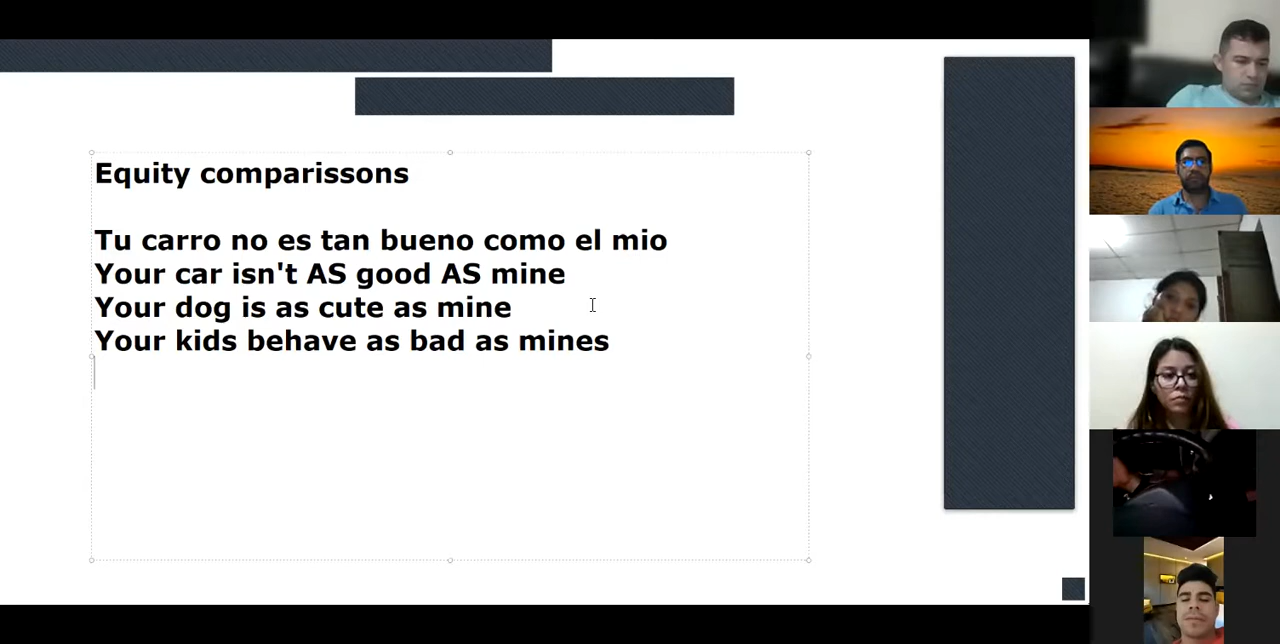 Equity comparissons
Tu carro no es tan bueno como el mio
Your car isn't AS good AS mine
Your dog is as cute as mine
Your kids behave as bad as mines